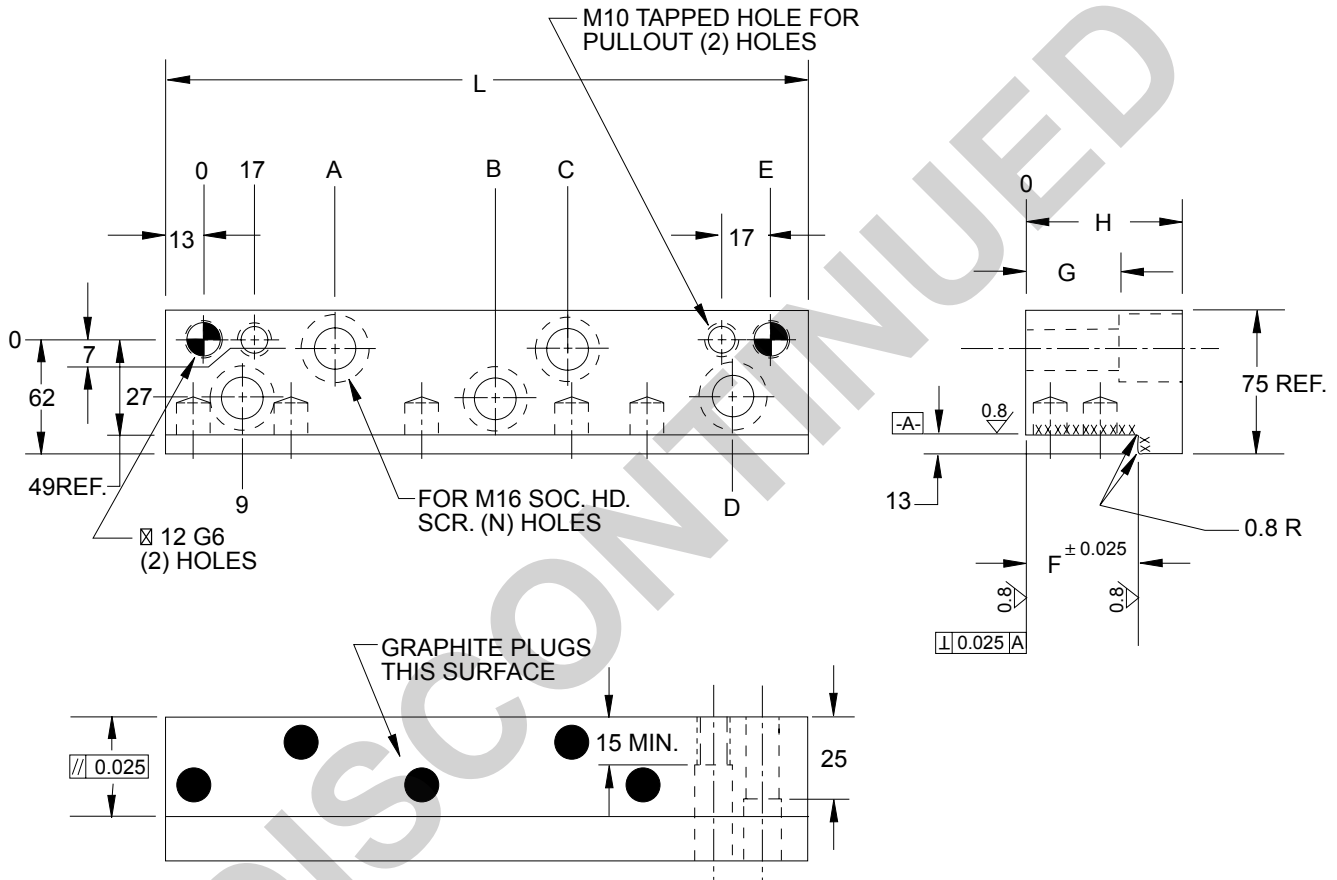 M10 TAPPED HOLE FOR
PULLOUT (2) HOLES
L
0 17 A B C E
13 17
0
7
62
27
49REF.
9
FOR M16 SOC. HD.
SCR. (N) HOLES
D
12 G6
(2) HOLES
0
H
G
75 REF.
-A-
0.8
13
0.8 R
F ± 0.025
0.8
0.8
⊥ 0.025 A
GRAPHITE PLUGS
THIS SURFACE
15 MIN.
25
// 0.025
DISCONTINUED